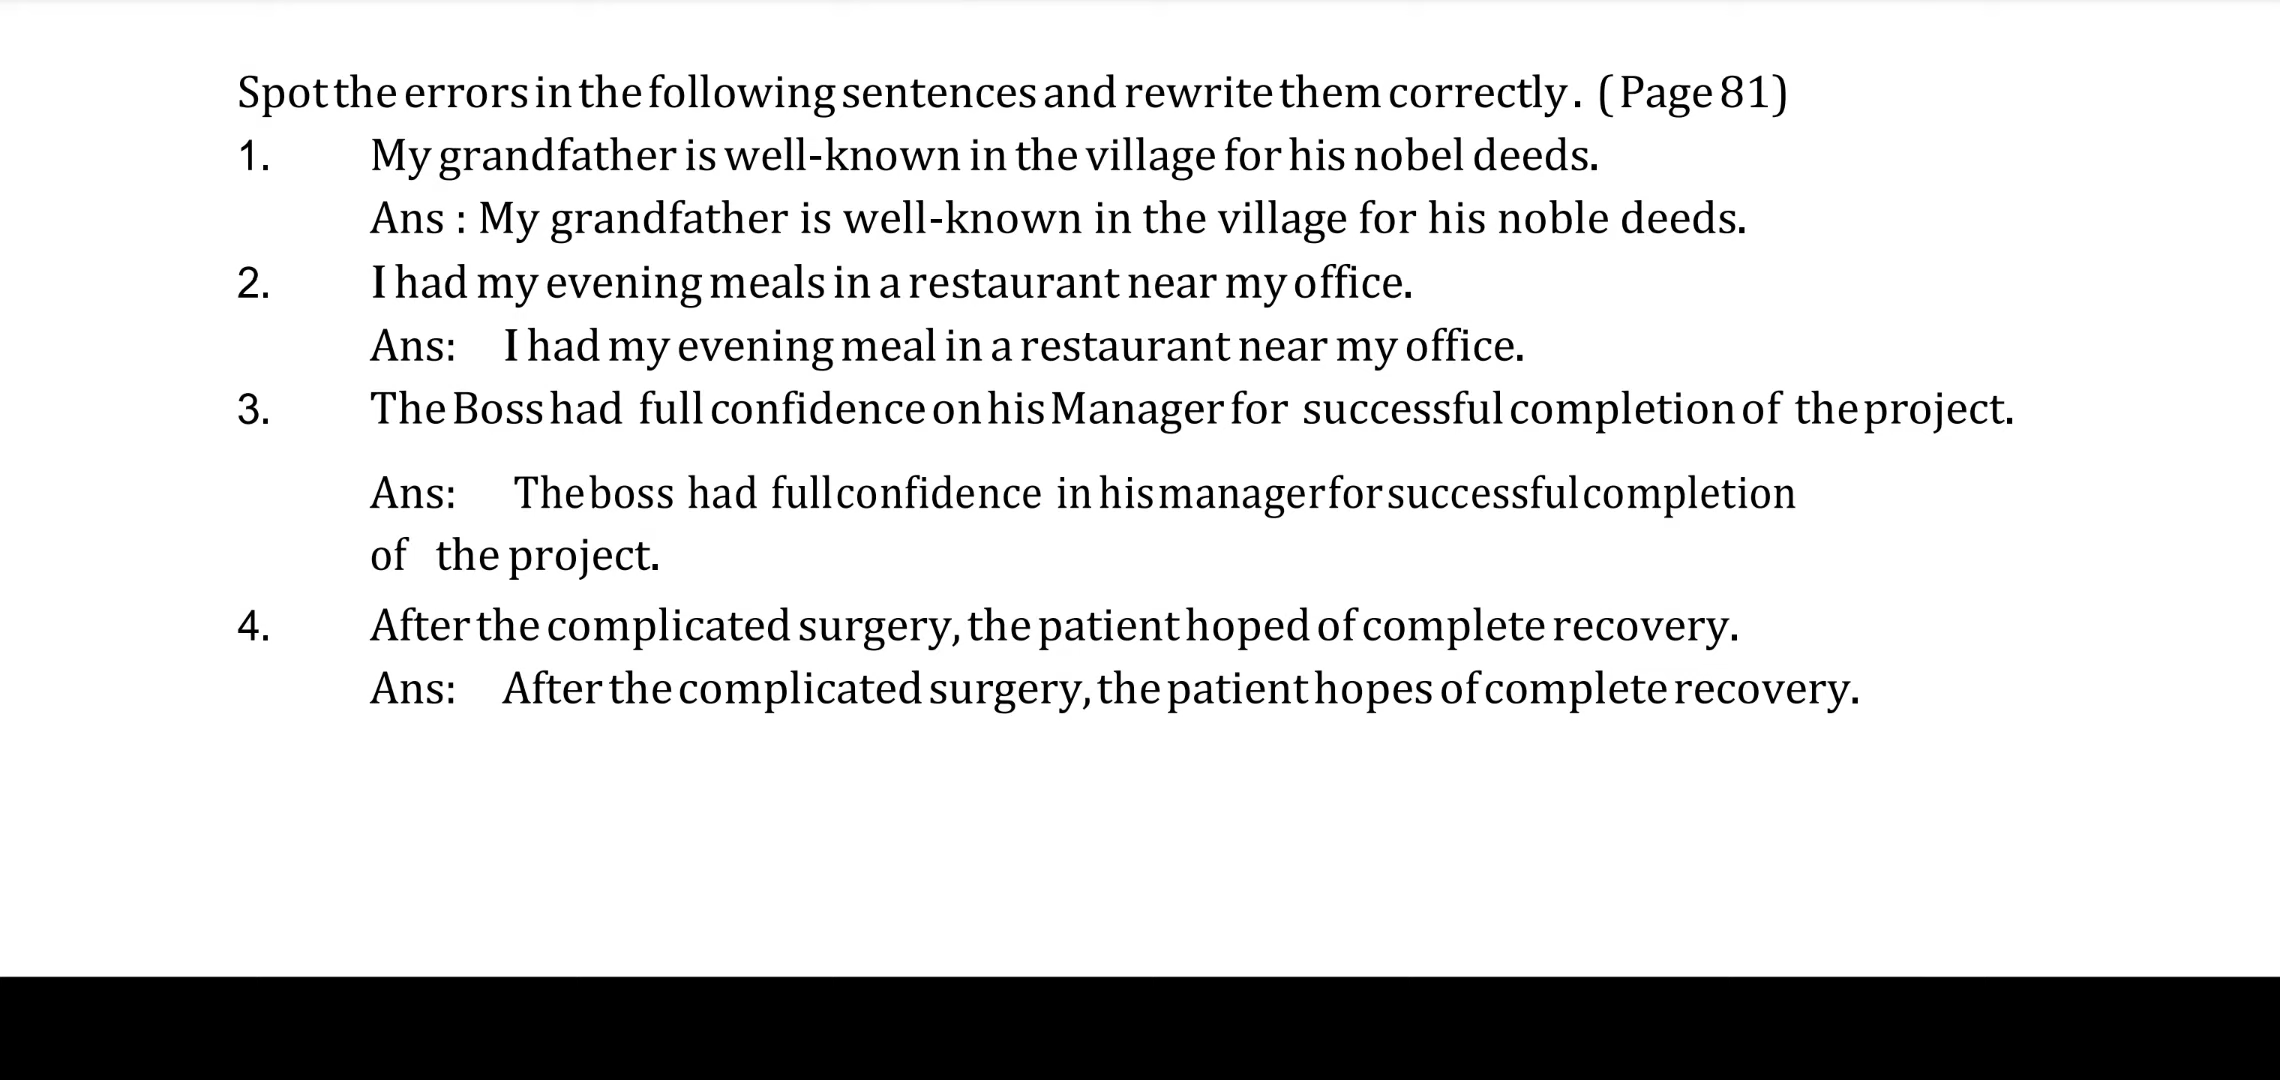 Spot the errors in the following sentences and rewrite them correctly. (Page 81)
1. My grandfather is well-known in the village for his nobel deeds.
Ans : My grandfather is well-known in the village for his noble deeds.
2. I had my evening meals in a restaurant near my office.
Ans: I had my evening meal in a restaurant near my office.
3. The Boss had full confidence on his Manager for successful completion of the project.
Ans: The boss had full confidence in his manager for successful completion
of the project.
4. After the complicated surgery, the patient hoped of complete recovery.
Ans: After the complicated surgery, the patient hopes of complete recovery.